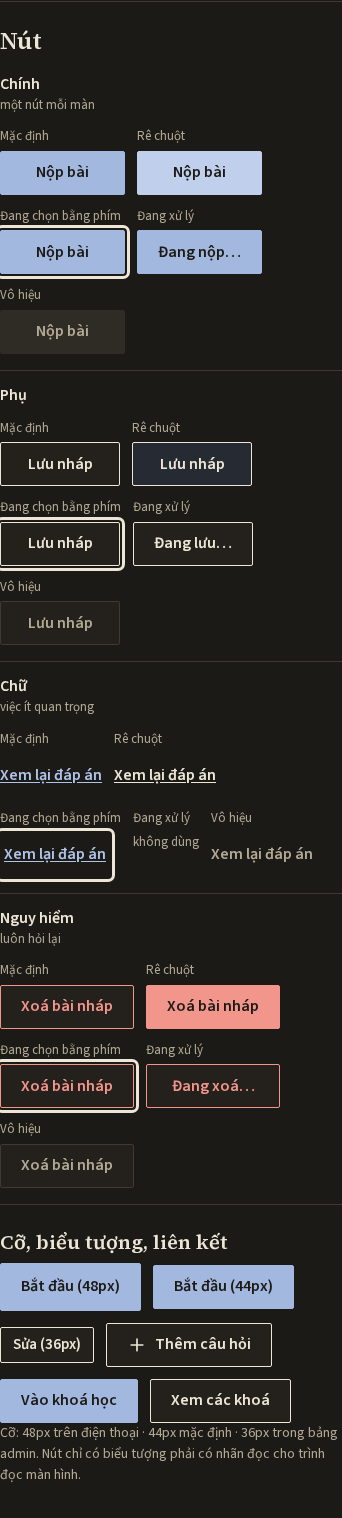 Nút
Chính
một nút mỗi màn
Mặc định Rê chuột
Nộp bài Nộp bài
Đang chọn bằng phím Đang xử lý
Nộp bài Đang nộp…
Vô hiệu
Nộp bài
Phụ
Mặc định Rê chuột
Lưu nháp Lưu nháp
Đang chọn bằng phím Đang xử lý
Lưu nháp Đang lưu…
Vô hiệu
Lưu nháp
Chữ
việc ít quan trọng
Mặc định Rê chuột
Xem lại đáp án Xem lại đáp án
Đang chọn bằng phím Đang xử lý Vô hiệu
Xem lại đáp án không dùng Xem lại đáp án
Nguy hiểm
luôn hỏi lại
Mặc định Rê chuột
Xoá bài nháp Xoá bài nháp
Đang chọn bằng phím Đang xử lý
Xoá bài nháp Đang xoá…
Vô hiệu
Xoá bài nháp
Cỡ, biểu tượng, liên kết
Bắt đầu (48px) Bắt đầu (44px)
Sửa (36px) + Thêm câu hỏi
Vào khoá học Xem các khoá
Cỡ: 48px trên điện thoại · 44px mặc định · 36px trong bảng
admin. Nút chỉ có biểu tượng phải có nhãn đọc cho trình
đọc màn hình.